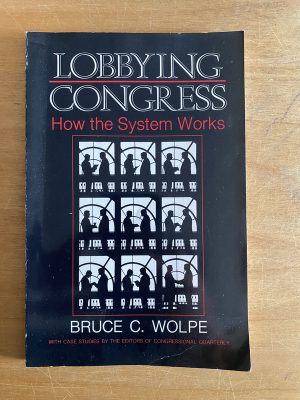 LOBBYING
CONGRESS
How the System Works
BRUCE C. WOLPE
WITH CASE STUDIES BY THE EDITORS OF CONGRESSIONAL QUARTERLY